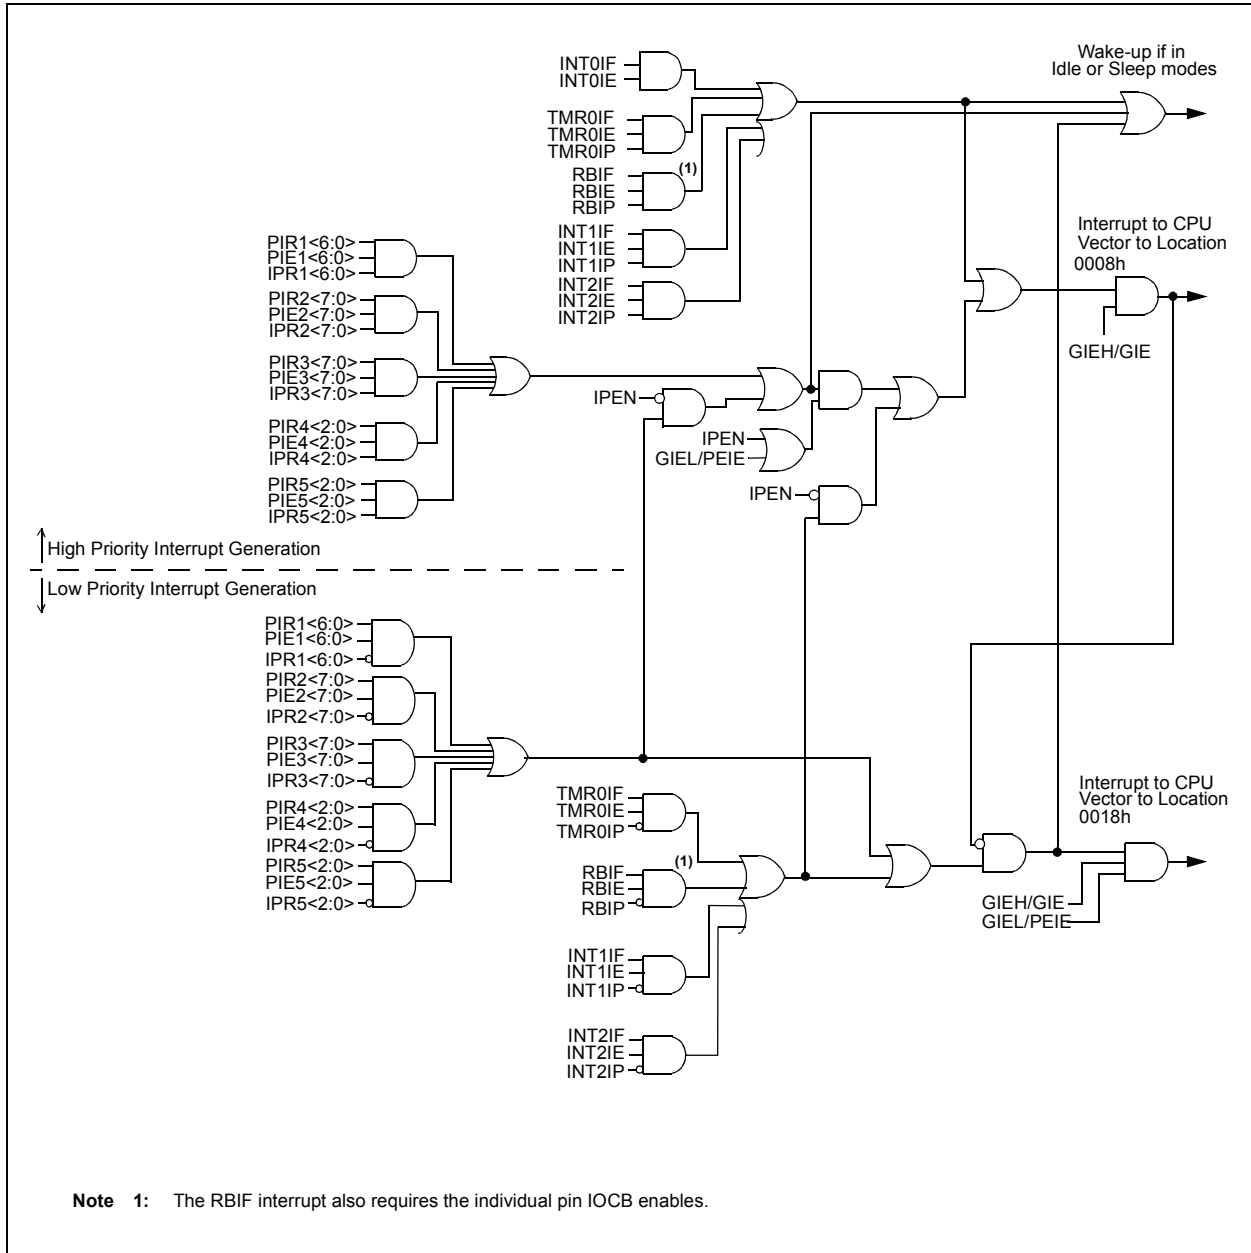 Wake-up if in
Idle or Sleep modes
INT0IF
INT0IE
TMR0IF
TMR0IE
TMR0IP
(1)
RBIF
RBIE
RBIP
INT1IF
INT1IE
INT1IP
INT2IF
INT2IE
INT2IP
Interrupt to CPU
Vector to Location
0008h
GIEH/GIE
PIR1<6:0>
PIE1<6:0>
IPR1<6:0>
PIR2<7:0>
PIE2<7:0>
IPR2<7:0>
PIR3<7:0>
PIE3<7:0>
IPR3<7:0>
PIR4<2:0>
PIE4<2:0>
IPR4<2:0>
PIR5<2:0>
PIE5<2:0>
IPR5<2:0>
IPEN
IPEN
GIEL/PEIE
IPEN
High Priority Interrupt Generation
Low Priority Interrupt Generation
PIR1<6:0>
PIE1<6:0>
IPR1<6:0>
PIR2<7:0>
PIE2<7:0>
IPR2<7:0>
PIR3<7:0>
PIE3<7:0>
IPR3<7:0>
PIR4<2:0>
PIE4<2:0>
IPR4<2:0>
PIR5<2:0>
PIE5<2:0>
IPR5<2:0>
TMR0IF
TMR0IE
TMR0IP
(1)
RBIF
RBIE
RBIP
INT1IF
INT1IE
INT1IP
INT2IF
INT2IE
INT2IP
Interrupt to CPU
Vector to Location
0018h
GIEH/GIE
GIEL/PEIE
Note 1: The RBIF interrupt also requires the individual pin IOCB enables.